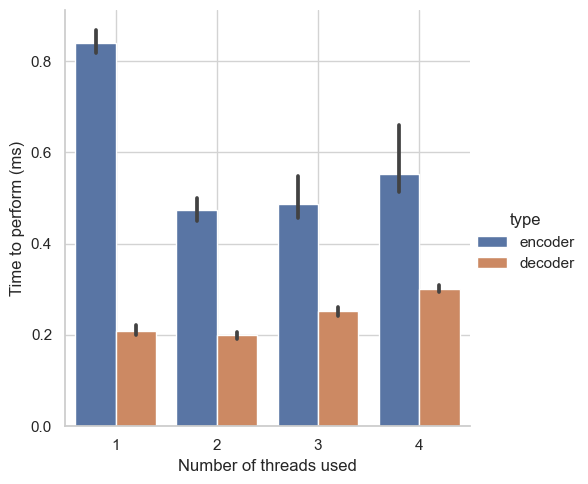 Time to perform (ms)
0.8
0.6
0.4
0.2
0.0
1 2 3 4
Number of threads used
type
encoder
decoder